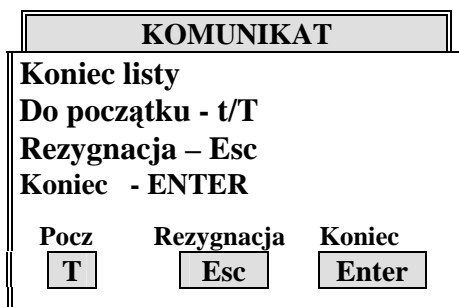 KOMUNIKAT
Koniec listy
Do początku - t/T
Rezygnacja – Esc
Koniec - ENTER
Pocz Rezygnacja Koniec
T Esc Enter